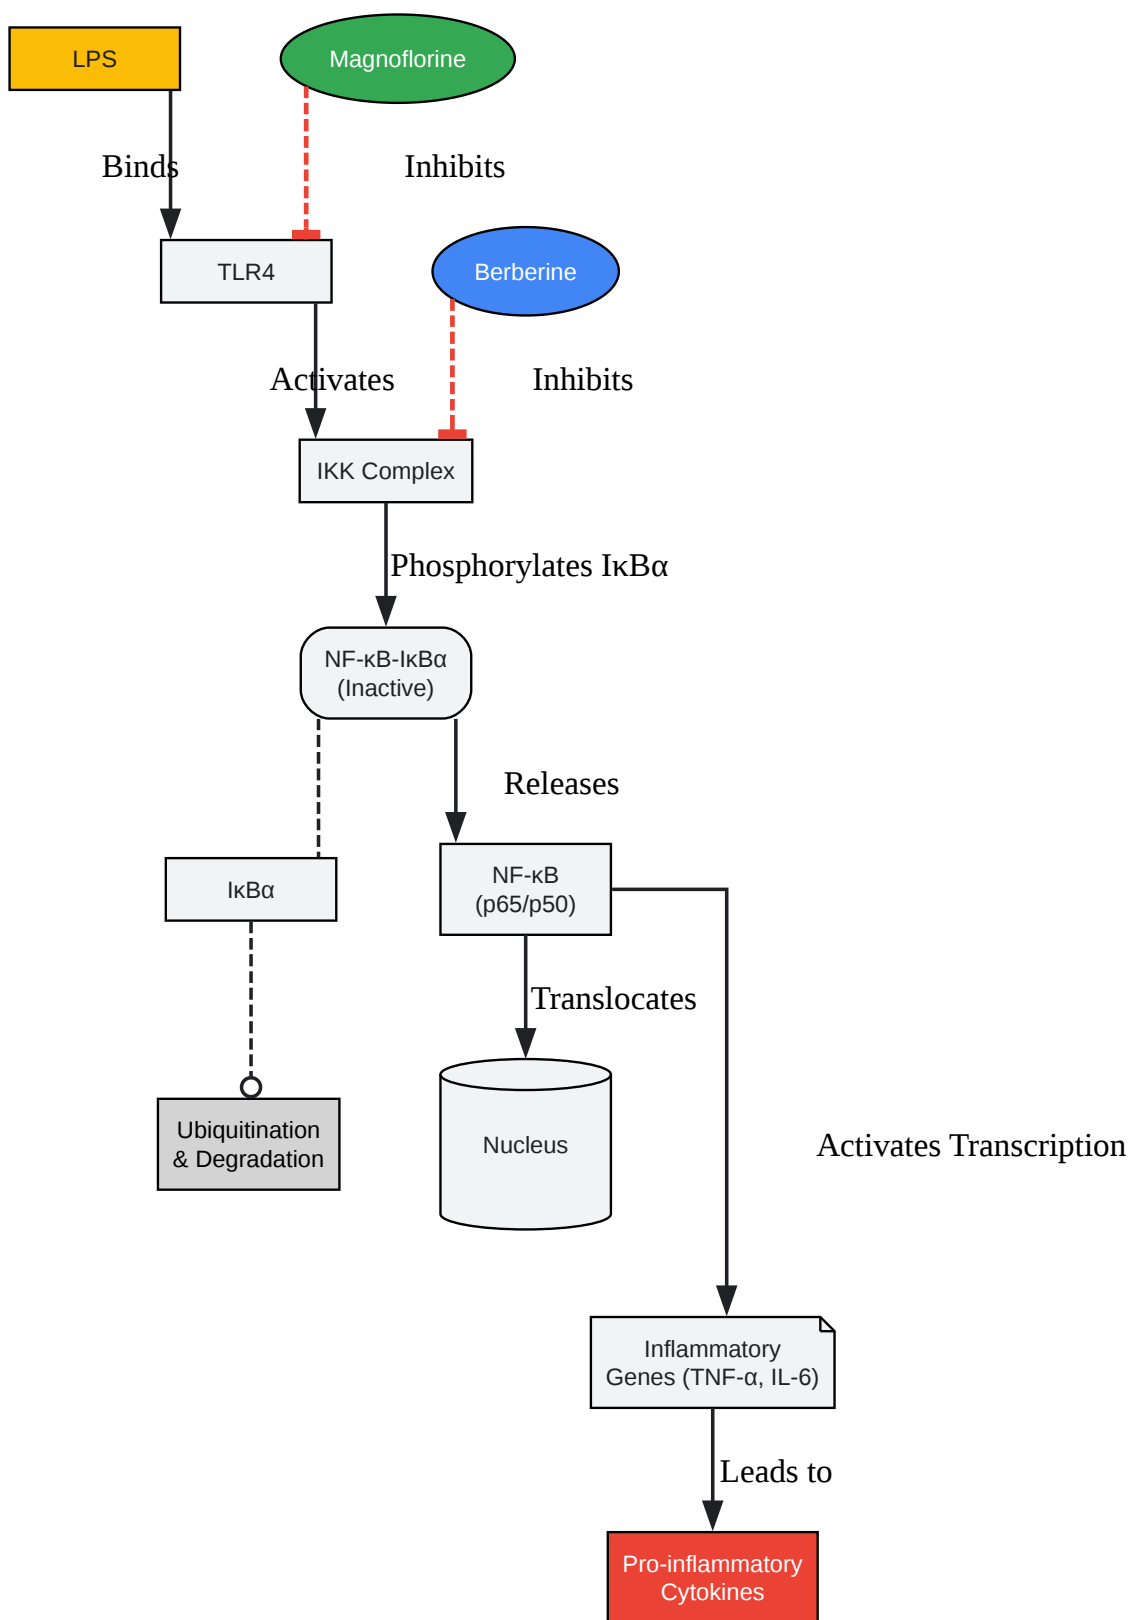 LPS
Magnoflorine
Binds
Inhibits
TLR4
Berberine
Activates
Inhibits
IKK Complex
Phosphorylates IκBα
NF-κB-IκBα
(Inactive)
Releases
IκBα
NF-κB
(p65/p50)
Translocates
Ubiquitination
& Degradation
Nucleus
Activates Transcription
Inflammatory
Genes (TNF-α, IL-6)
Leads to
Pro-inflammatory
Cytokines